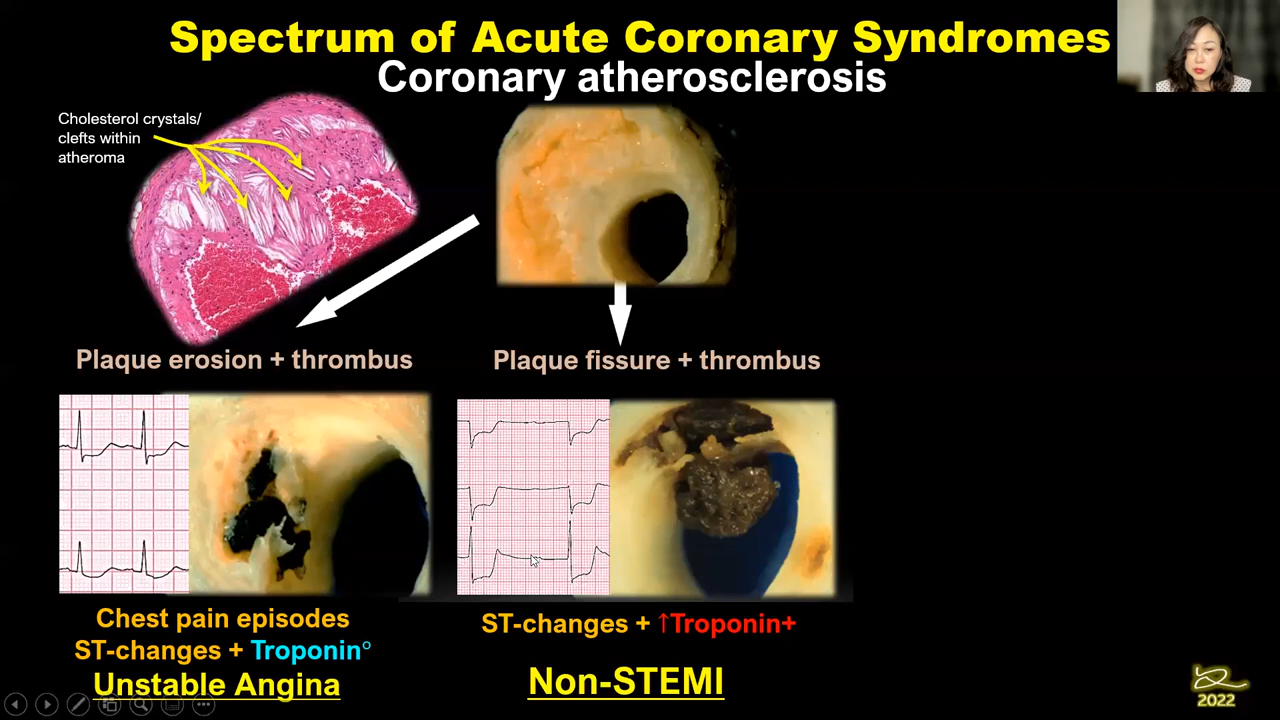 Spectrum of Acute Coronary Syndromes
Coronary atherosclerosis
Cholesterol crystals/
clefts within
atheroma
Plaque erosion + thrombus
Plaque fissure + thrombus
Chest pain episodes
ST-changes + Troponin°
Unstable Angina
ST-changes + ↑Troponin+
Non-STEMI
2022